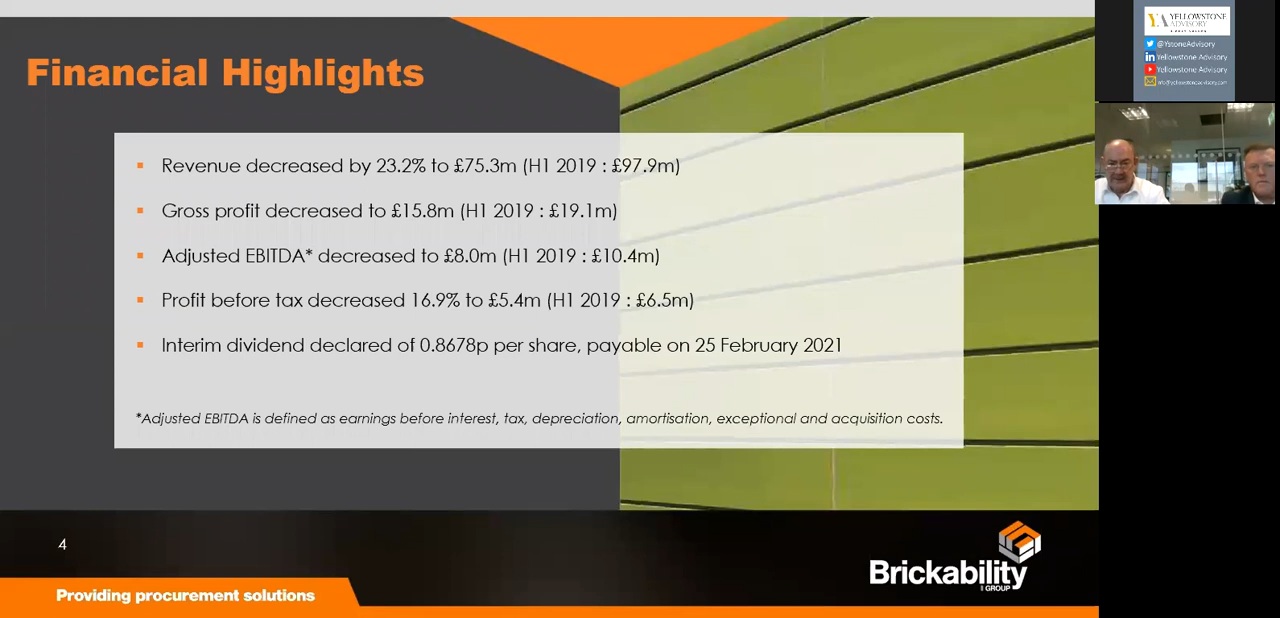 Financial Highlights
Revenue decreased by 23.2% to £75.3m (H1 2019 : £97.9m)
Gross profit decreased to £15.8m (H1 2019 : £19.1m)
Adjusted EBITDA* decreased to £8.0m (H1 2019 : £10.4m)
Profit before tax decreased 16.9% to £5.4m (H1 2019 : £6.5m)
Interim dividend declared of 0.8678p per share, payable on 25 February 2021
*Adjusted EBITDA is defined as earnings before interest, tax, depreciation, amortisation, exceptional and acquisition costs.
4
Brickability
GROUP
Providing procurement solutions
YA YELLOWSTONE
ADVISORY
@YstoneAdvisory
Yellowstone Advisory
Yellowstone Advisory
info@yellowstoneadvisory.com